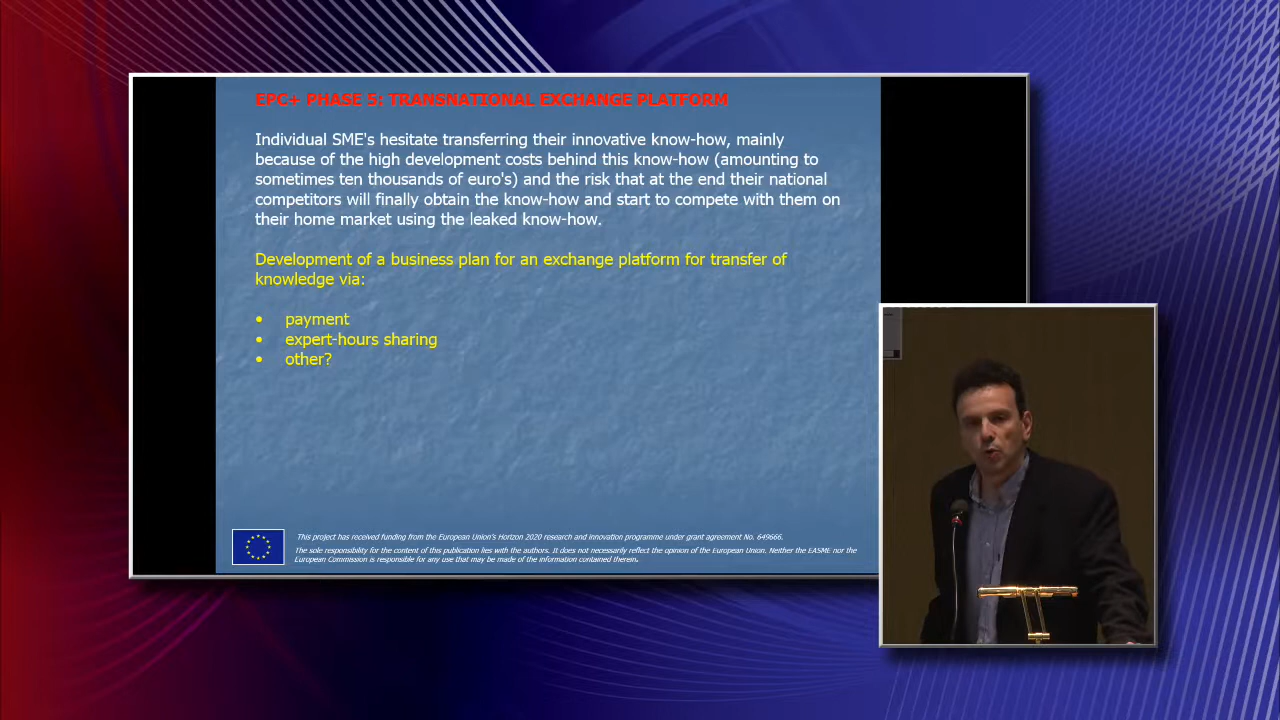 EPC+ PHASE 5: TRANSNATIONAL EXCHANGE PLATFORM
Individual SME's hesitate transferring their innovative know-how, mainly
because of the high development costs behind this know-how (amounting to
sometimes ten thousands of euro's) and the risk that at the end their national
competitors will finally obtain the know-how and start to compete with them on
their home market using the leaked know-how.
Development of a business plan for an exchange platform for transfer of
knowledge via:
• payment
• expert-hours sharing
• other?
This project has received funding from the European Union's Horizon 2020 research and innovation programme under grant agreement No. 649666.
The sole responsibility for the content of this publication lies with the authors. It does not necessarily reflect the opinion of the European Union. Neither the EASME nor the
European Commission is responsible for any use that may be made of the information contained therein.